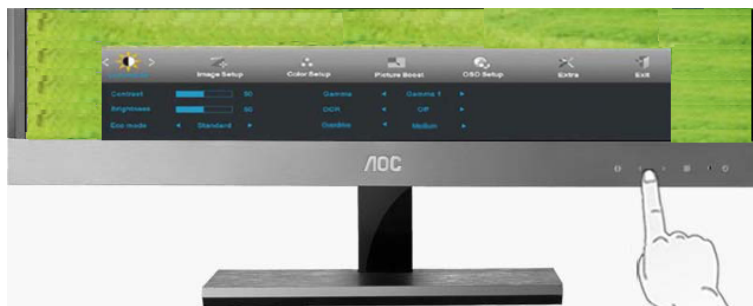 Image Setup
Color Setup
Picture Boost
OSD Setup
Extra
Exit
Contrast 50 Gamma Gamma 1
Brightness 50 DCR Off
Eco mode Standard Overdrive Medium
AOC